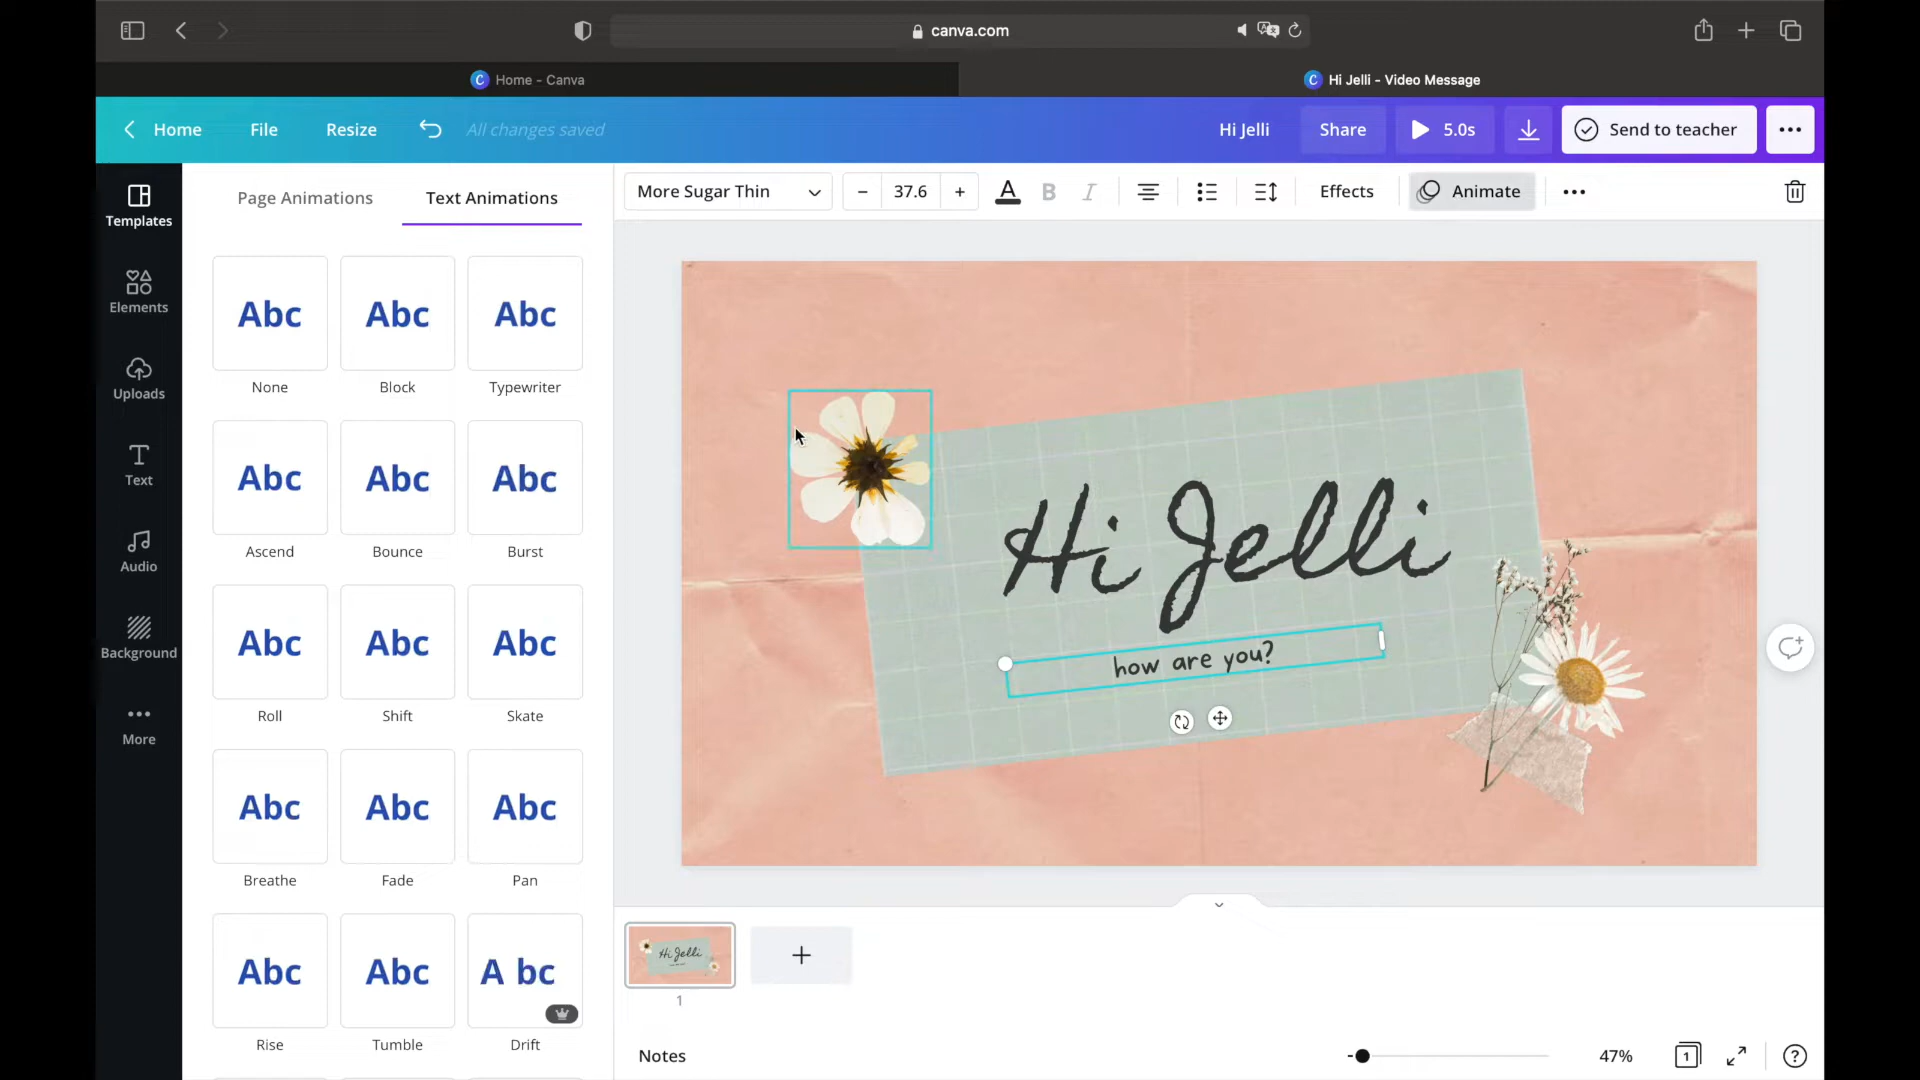 canva.com
Home - Canva
Hi Jelli - Video Message
Home
File
Resize
All changes saved
Hi Jelli
Share
5.0s
Send to teacher
Templates
Elements
Uploads
Text
Audio
Background
More
Page Animations
Text Animations
Abc
Abc
Abc
None
Block
Typewriter
Abc
Abc
Abc
Ascend
Bounce
Burst
Abc
Abc
Abc
Roll
Shift
Skate
Abc
Abc
Abc
Breathe
Fade
Pan
Abc
Abc
A bc
Rise
Tumble
Drift
More Sugar Thin
– 37.6 +
A
B
I
Effects
Animate
Hi Jelli
how are you?
Hi Jelli
1
Notes
47%
1
?